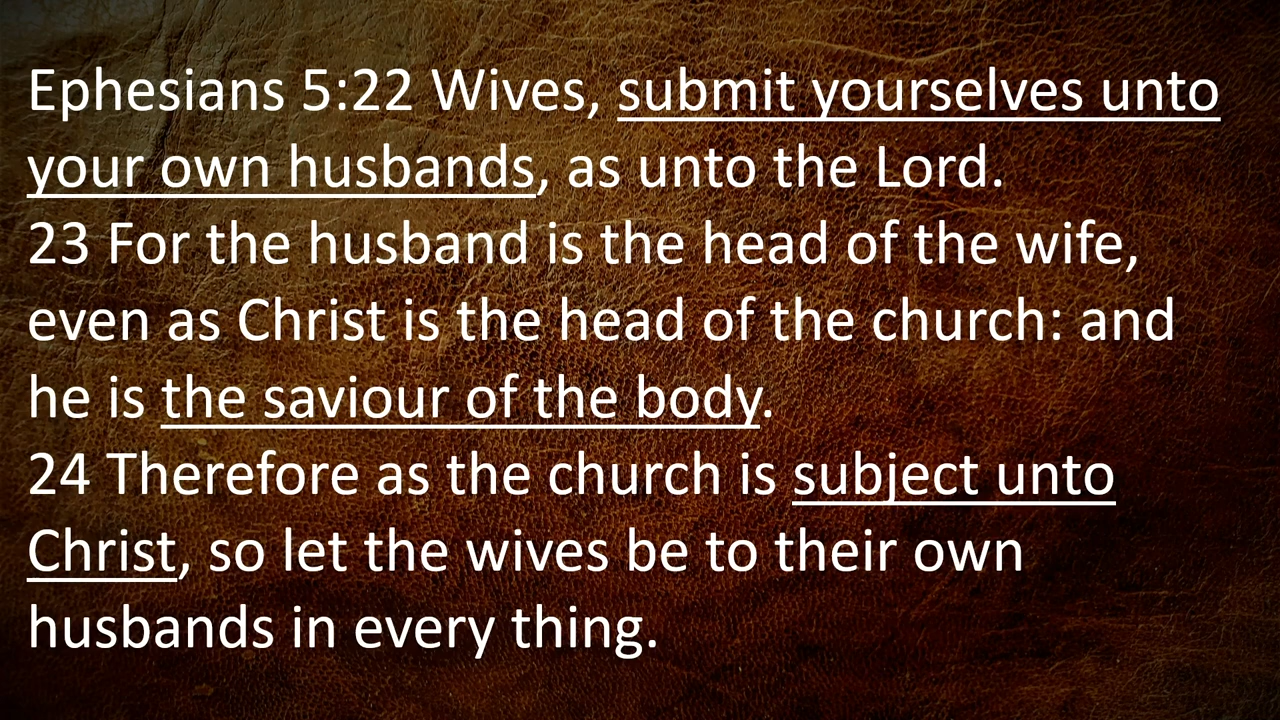 Ephesians 5:22 Wives, submit yourselves unto
your own husbands, as unto the Lord.
23 For the husband is the head of the wife,
even as Christ is the head of the church: and
he is the saviour of the body.
24 Therefore as the church is subject unto
Christ, so let the wives be to their own
husbands in every thing.